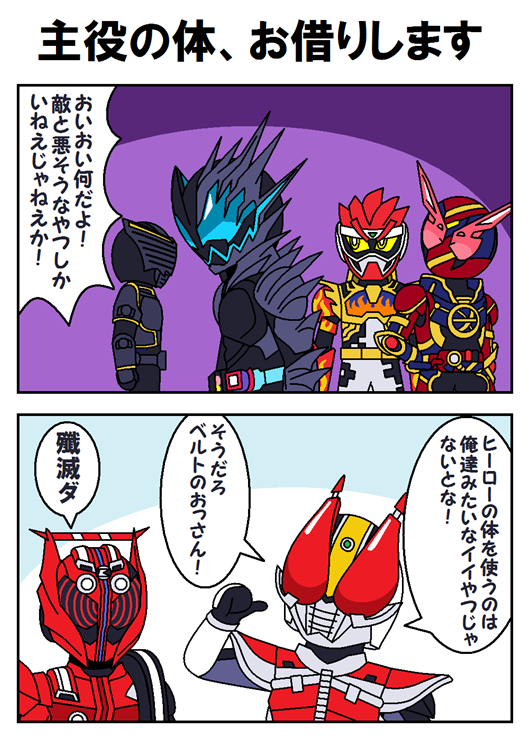 主役の体、お借りします
おいおい何だよ！
敵と悪そうなやつしか
いねえじゃねえか！
ヒーローの体を使うのは
俺達みたいなイイやつじゃ
ないとな！
そうだろ
ベルトのおっさん！
殲滅ダ